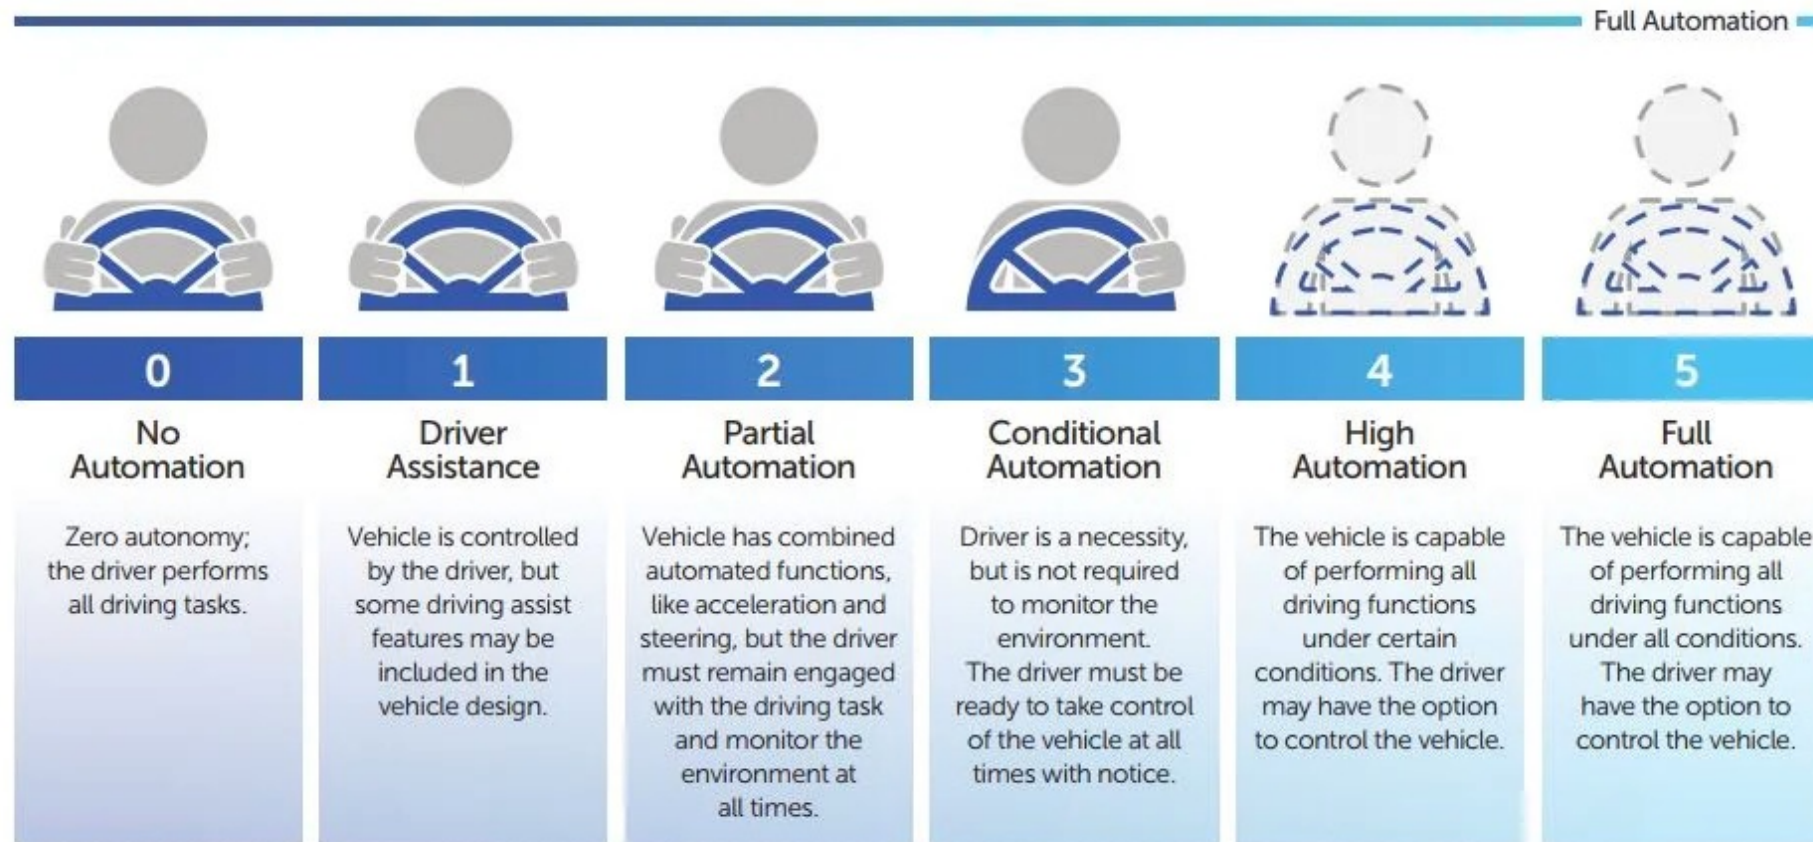 Full Automation
0
No
Automation
Zero autonomy;
the driver performs
all driving tasks.
1
Driver
Assistance
Vehicle is controlled
by the driver, but
some driving assist
features may be
included in the
vehicle design.
2
Partial
Automation
Vehicle has combined
automated functions,
like acceleration and
steering, but the driver
must remain engaged
with the driving task
and monitor the
environment at
all times.
3
Conditional
Automation
Driver is a necessity,
but is not required
to monitor the
environment.
The driver must be
ready to take control
of the vehicle at all
times with notice.
4
High
Automation
The vehicle is capable
of performing all
driving functions
under certain
conditions. The driver
may have the option
to control the vehicle.
5
Full
Automation
The vehicle is capable
of performing all
driving functions
under all conditions.
The driver may
have the option to
control the vehicle.